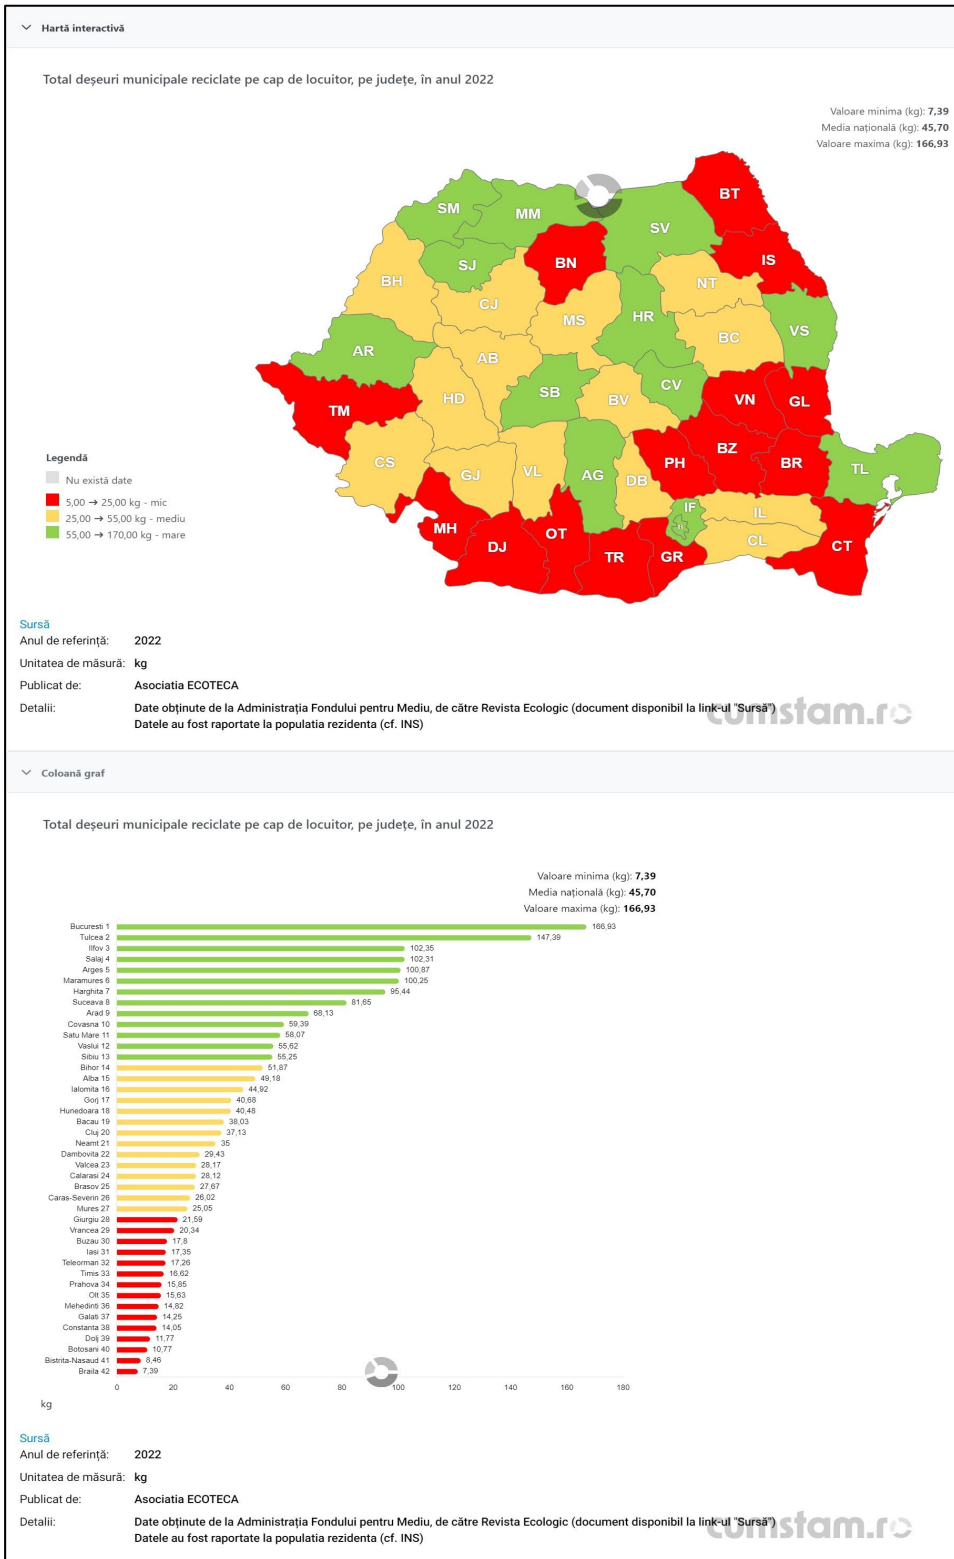 Hartă interactivă
Total deșeuri municipale reciclate pe cap de locuitor, pe județe, în anul 2022
Valoare minima (kg): 7,39
Media națională (kg): 45,70
Valoare maxima (kg): 166,93
BT
SM
MM
SV
IS
BN
SJ
BH
NT
CJ
MS
HR
VS
BC
AR
AB
CV
SB
HD
BV
VN
GL
TM
BZ
CS
PH
BR
TL
GJ
VL
AG
DB
IF
IL
B
MH
OT
CL
CT
DJ
TR
GR
Legendă
Nu există date
5,00 → 25,00 kg - mic
25,00 → 55,00 kg - mediu
55,00 → 170,00 kg - mare
Sursă
Anul de referință: 2022
Unitatea de măsură: kg
Publicat de: Asociatia ECOTECA
Detalii: Date obținute de la Administrația Fondului pentru Mediu, de către Revista Ecologic (document disponibil la link-ul "Sursă")
Datele au fost raportate la populatia rezidenta (cf. INS)
cumstam.ro
Coloană graf
Total deșeuri municipale reciclate pe cap de locuitor, pe județe, în anul 2022
Valoare minima (kg): 7,39
Media națională (kg): 45,70
Valoare maxima (kg): 166,93
Bucuresti 1 166,93
Tulcea 2 147,39
Ilfov 3 102,35
Salaj 4 102,31
Arges 5 100,87
Maramures 6 100,25
Harghita 7 95,44
Suceava 8 81,65
Arad 9 68,13
Covasna 10 59,39
Satu Mare 11 58,07
Vaslui 12 55,62
Sibiu 13 55,25
Bihor 14 51,87
Alba 15 49,18
Ialomita 16 44,92
Gorj 17 40,68
Hunedoara 18 40,48
Bacau 19 38,03
Cluj 20 37,13
Neamt 21 35
Dambovita 22 29,43
Valcea 23 28,17
Calarasi 24 28,12
Brasov 25 27,67
Caras-Severin 26 26,02
Mures 27 25,05
Giurgiu 28 21,59
Vrancea 29 20,34
Buzau 30 17,8
Iasi 31 17,35
Teleorman 32 17,26
Timis 33 16,62
Prahova 34 15,85
Olt 35 15,63
Mehedinti 36 14,82
Galati 37 14,25
Constanta 38 14,05
Dolj 39 11,77
Botosani 40 10,77
Bistrita-Nasaud 41 8,46
Braila 42 7,39
0 20 40 60 80 100 120 140 160 180
kg
Sursă
Anul de referință: 2022
Unitatea de măsură: kg
Publicat de: Asociatia ECOTECA
Detalii: Date obținute de la Administrația Fondului pentru Mediu, de către Revista Ecologic (document disponibil la link-ul "Sursă")
Datele au fost raportate la populatia rezidenta (cf. INS)
cumstam.ro